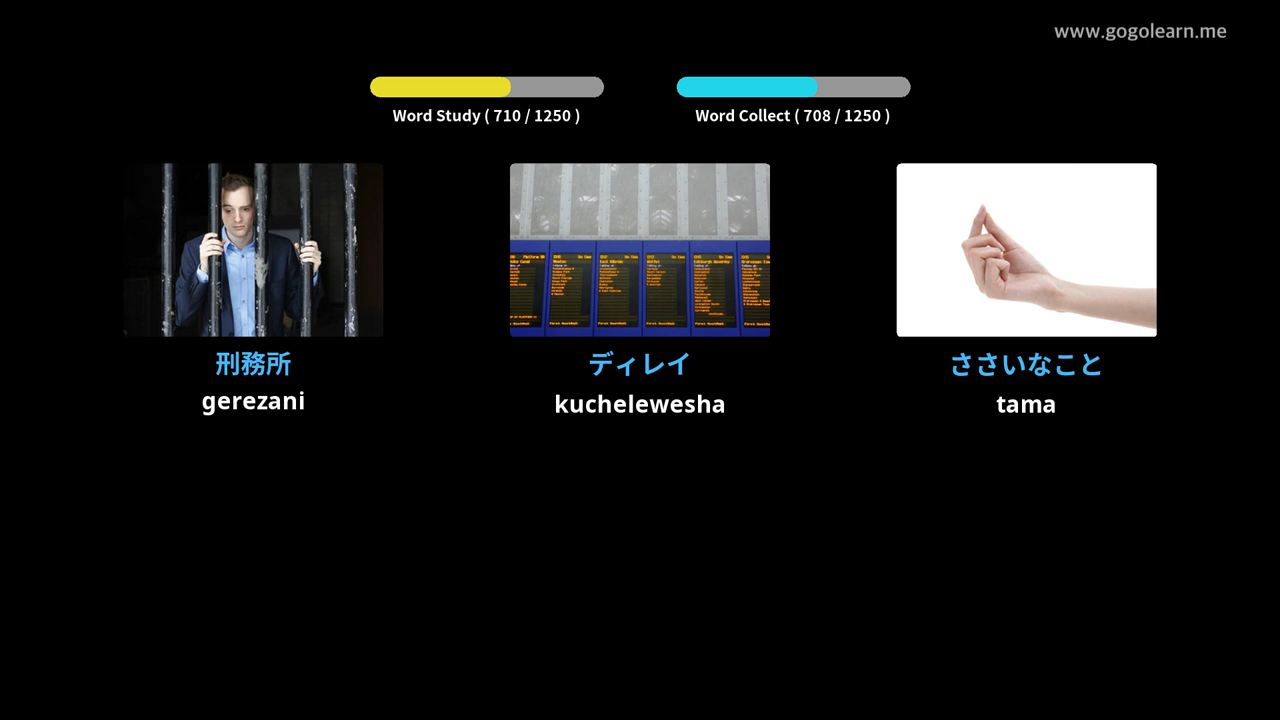 www.gogolearn.me
Word Study ( 710 / 1250 )
Word Collect ( 708 / 1250 )
刑務所
ディレイ
ささいなこと
gerezani
kuchelewesha
tama